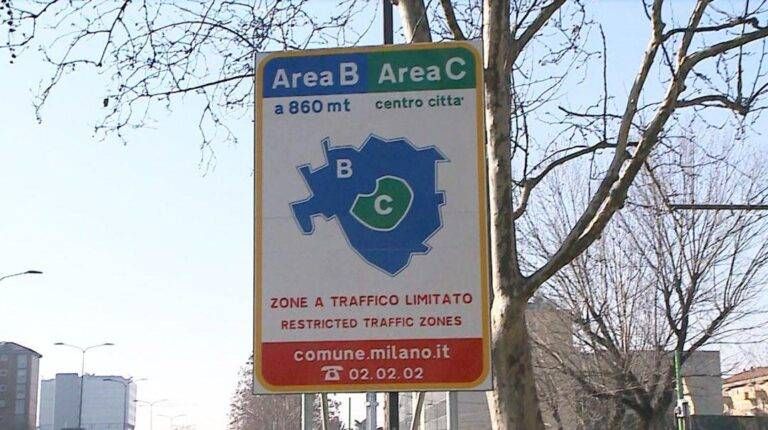 Area B Area C
a 860 mt centro citta'
B
C
ZONE A TRAFFICO LIMITATO
RESTRICTED TRAFFIC ZONES
comune.milano.it
☎ 02.02.02